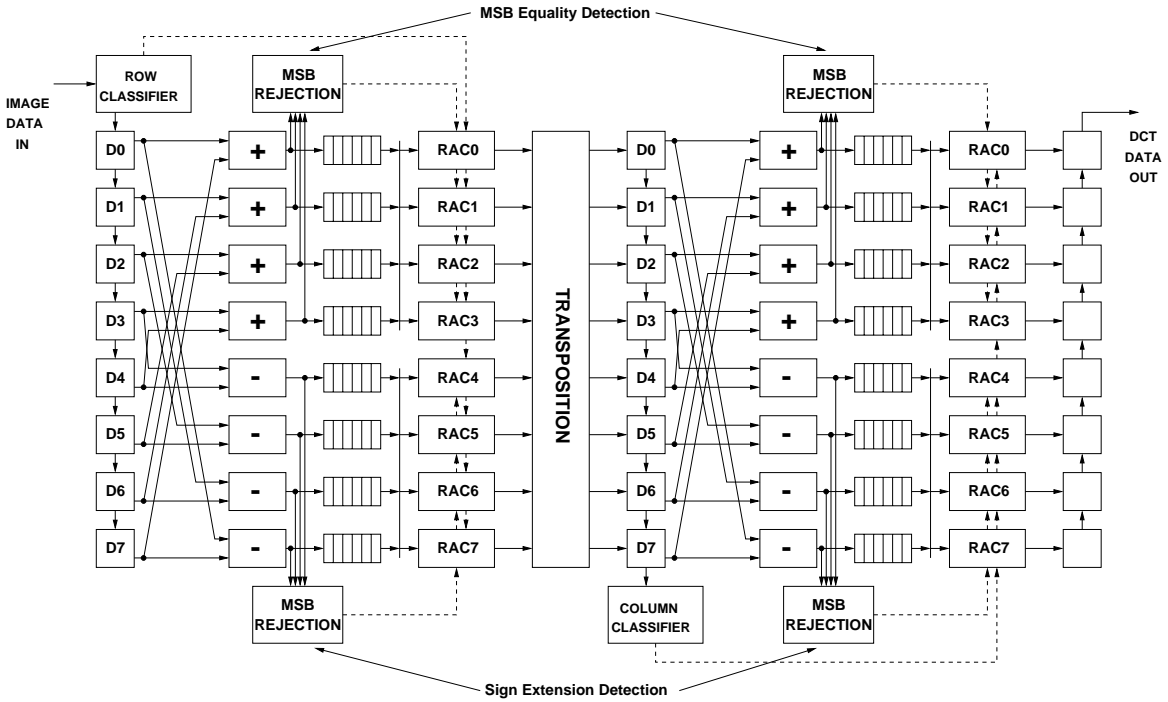 MSB Equality Detection
ROW
CLASSIFIER
MSB
REJECTION
MSB
REJECTION
IMAGE
DATA
IN
DCT
DATA
OUT
D0
+
RAC0
D0
+
RAC0
D1
+
RAC1
D1
+
RAC1
D2
+
RAC2
D2
+
RAC2
D3
+
RAC3
D3
+
RAC3
TRANSPOSITION
D4
-
RAC4
D4
-
RAC4
D5
-
RAC5
D5
-
RAC5
D6
-
RAC6
D6
-
RAC6
D7
-
RAC7
D7
-
RAC7
MSB
REJECTION
COLUMN
CLASSIFIER
MSB
REJECTION
Sign Extension Detection